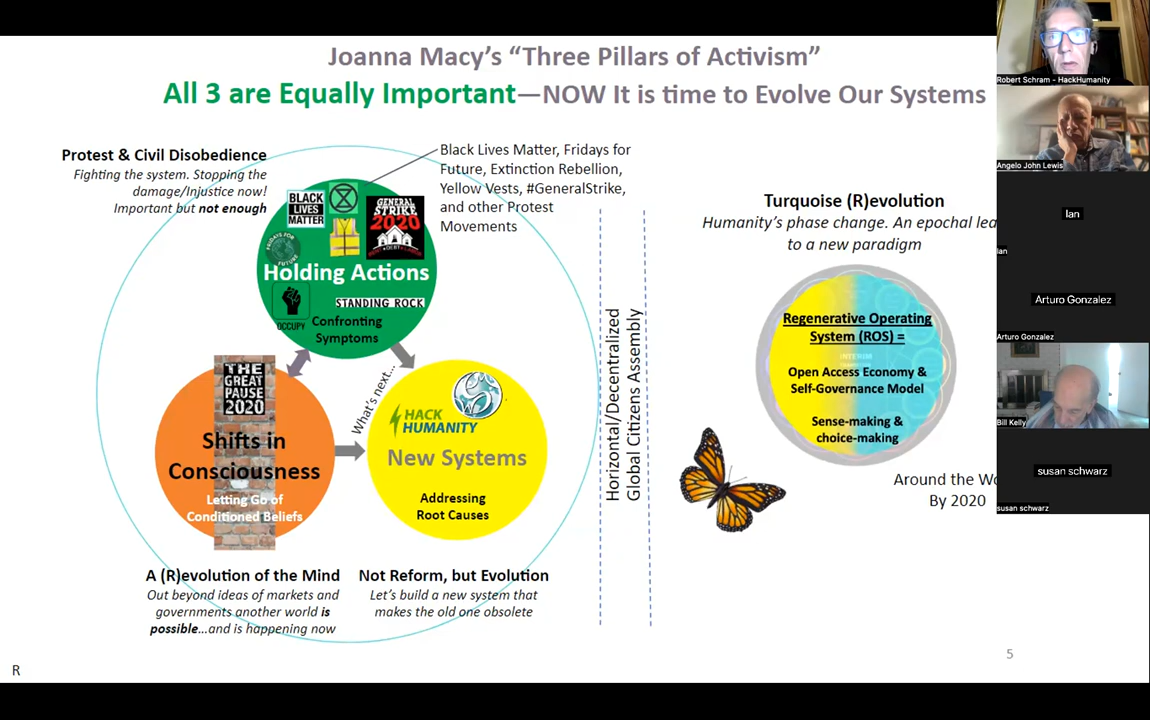 Joanna Macy's "Three Pillars of Activism"
All 3 are Equally Important—NOW It is time to Evolve Our Systems
Protest & Civil Disobedience
Fighting the system. Stopping the
damage/Injustice now!
Important but not enough
Black Lives Matter, Fridays for
Future, Extinction Rebellion,
Yellow Vests, #GeneralStrike,
and other Protest
Movements
BLACK
LIVES
MATTER
GENERAL
STRIKE
2020
FRIDAYS FOR
FUTURE
Holding Actions
STANDING ROCK
OCCUPY
Confronting
Symptoms
THE
GREAT
PAUSE
2020
Shifts in
Consciousness
Letting Go of
Conditioned Beliefs
What's next...
HACK
HUMANITY
New Systems
Addressing
Root Causes
A (R)evolution of the Mind
Out beyond ideas of markets and
governments another world is
possible...and is happening now
Not Reform, but Evolution
Let's build a new system that
makes the old one obsolete
Horizontal/Decentralized
Global Citizens Assembly
Turquoise (R)evolution
Humanity's phase change. An epochal lea
to a new paradigm
Regenerative Operating
System (ROS) =
INTERIM
Open Access Economy &
Self-Governance Model
Sense-making &
choice-making
Around the Wo
By 2020
5
R
Robert Schram - HackHumanity
Angelo John Lewis
Ian
Ian
Arturo Gonzalez
Arturo Gonzalez
Bill Kelly
susan schwarz
susan schwarz